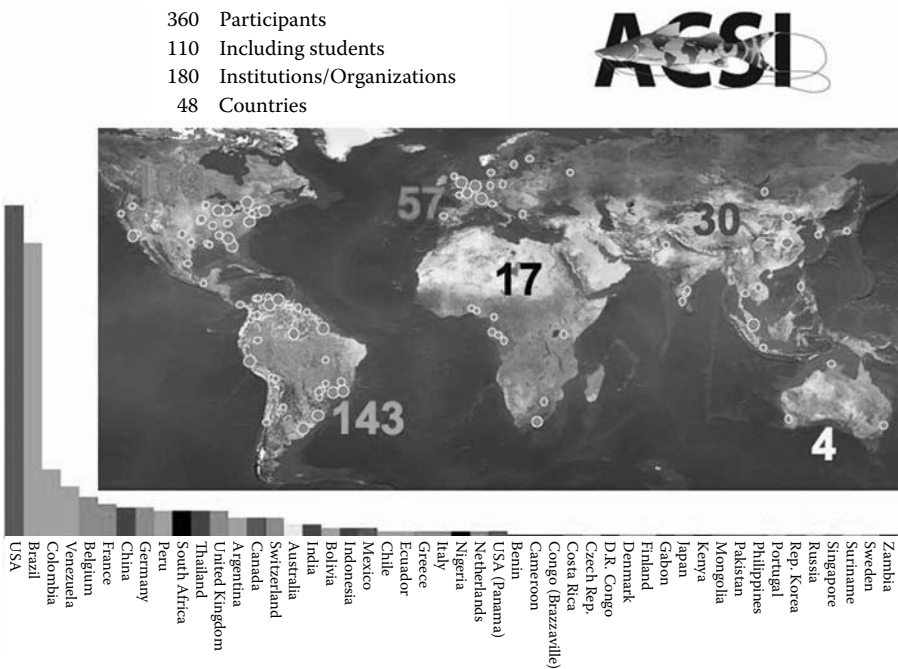 360 Participants
110 Including students
180 Institutions/Organizations
48 Countries
ACSI
109
57
30
17
143
4
USA
Brazil
Colombia
Venezuela
Belgium
France
China
Germany
Peru
South Africa
Thailand
United Kingdom
Argentina
Canada
Switzerland
Australia
India
Bolivia
Indonesia
Mexico
Chile
Ecuador
Greece
Italy
Nigeria
Netherlands
USA (Panama)
Benin
Cameroon
Congo (Brazzaville)
Costa Rica
Czech Rep.
D.R. Congo
Denmark
Finland
Gabon
Japan
Kenya
Mongolia
Pakistan
Philippines
Portugal
Rep. Korea
Russia
Singapore
Suriname
Sweden
Zambia